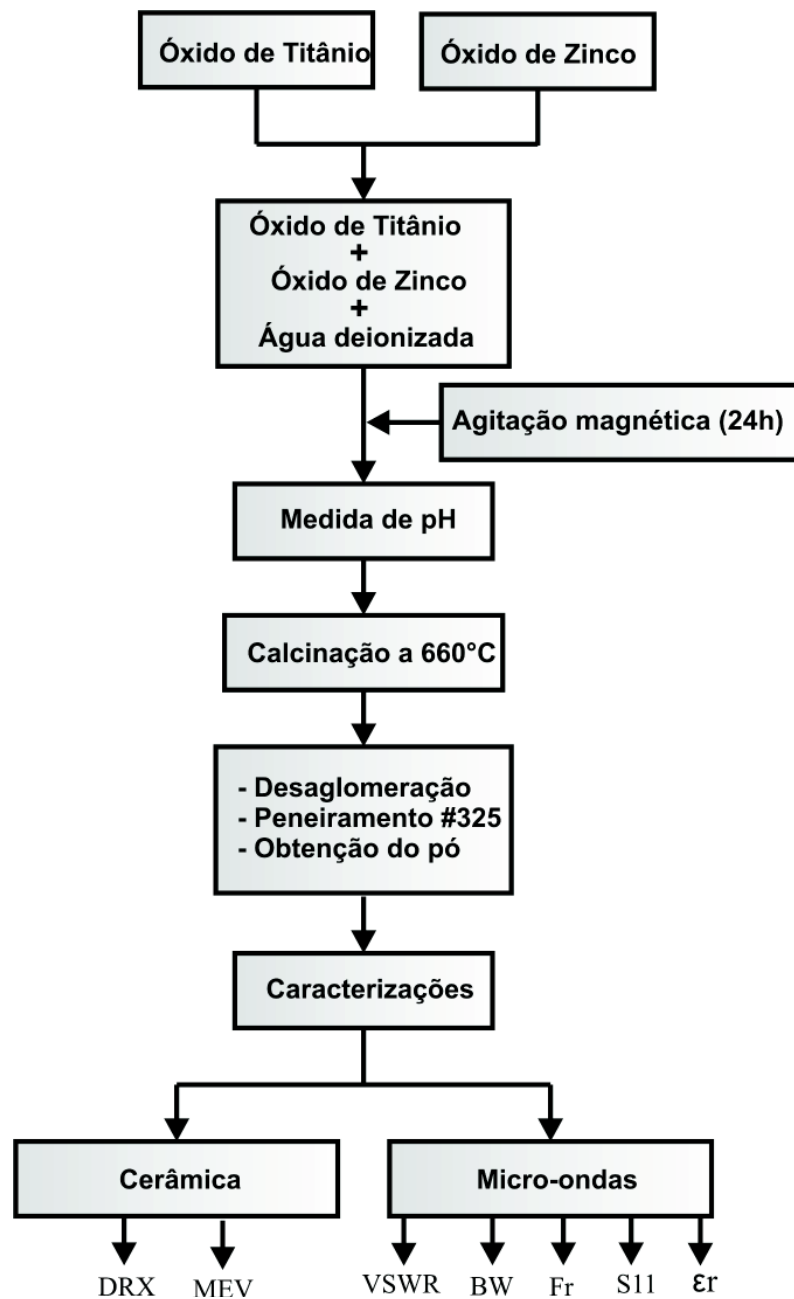 Óxido de Titânio
Óxido de Zinco
Óxido de Titânio
+
Óxido de Zinco
+
Água deionizada
Agitação magnética (24h)
Medida de pH
Calcinação a 660°C
- Desaglomeração
- Peneiramento #325
- Obtenção do pó
Caracterizações
Cerâmica
Micro-ondas
DRX
MEV
VSWR
BW
Fr
S11
εr